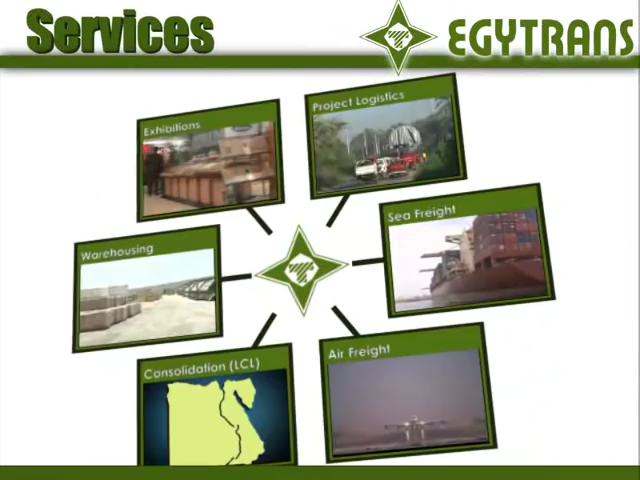 Services
EGYTRANS
Exhibitions
Project Logistics
Warehousing
Sea Freight
Consolidation (LCL)
Air Freight